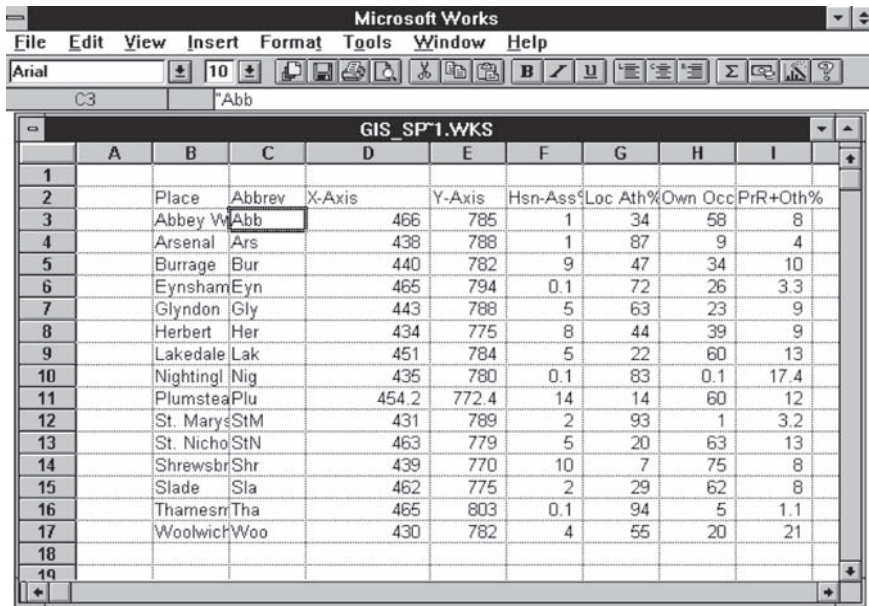 Microsoft Works
File Edit View Insert Format Tools Window Help
Arial 10 B I U Σ ?
C3 "Abb
GIS_SP~1.WKS
A B C D E F G H I
1
2 Place Abbrev X-Axis Y-Axis Hsn-Ass% Loc Ath% Own Occ PrR+Oth%
3 Abbey W Abb 466 785 1 34 58 8
4 Arsenal Ars 438 788 1 87 9 4
5 Burrage Bur 440 782 9 47 34 10
6 Eynsham Eyn 465 794 0.1 72 26 3.3
7 Glyndon Gly 443 788 5 63 23 9
8 Herbert Her 434 775 8 44 39 9
9 Lakedale Lak 451 784 5 22 60 13
10 Nightingl Nig 435 780 0.1 83 0.1 17.4
11 Plumstea Plu 454.2 772.4 14 14 60 12
12 St. Marys StM 431 789 2 93 1 3.2
13 St. Nicho StN 463 779 5 20 63 13
14 Shrewsbr Shr 439 770 10 7 75 8
15 Slade Sla 462 775 2 29 62 8
16 Thamesm Tha 465 803 0.1 94 5 1.1
17 Woolwich Woo 430 782 4 55 20 21
18
19